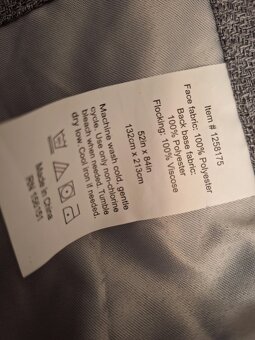 Item # 1258175
Face fabric: 100% Polyester
Back base fabric:
100% Polyester
Flocking: 100% Viscose
52in x 84in
132cm x 213cm
Machine wash cold, gentle
cycle. Use only non-chlorine
bleach when needed. Tumble
dry low. Cool iron if needed.
Made in China